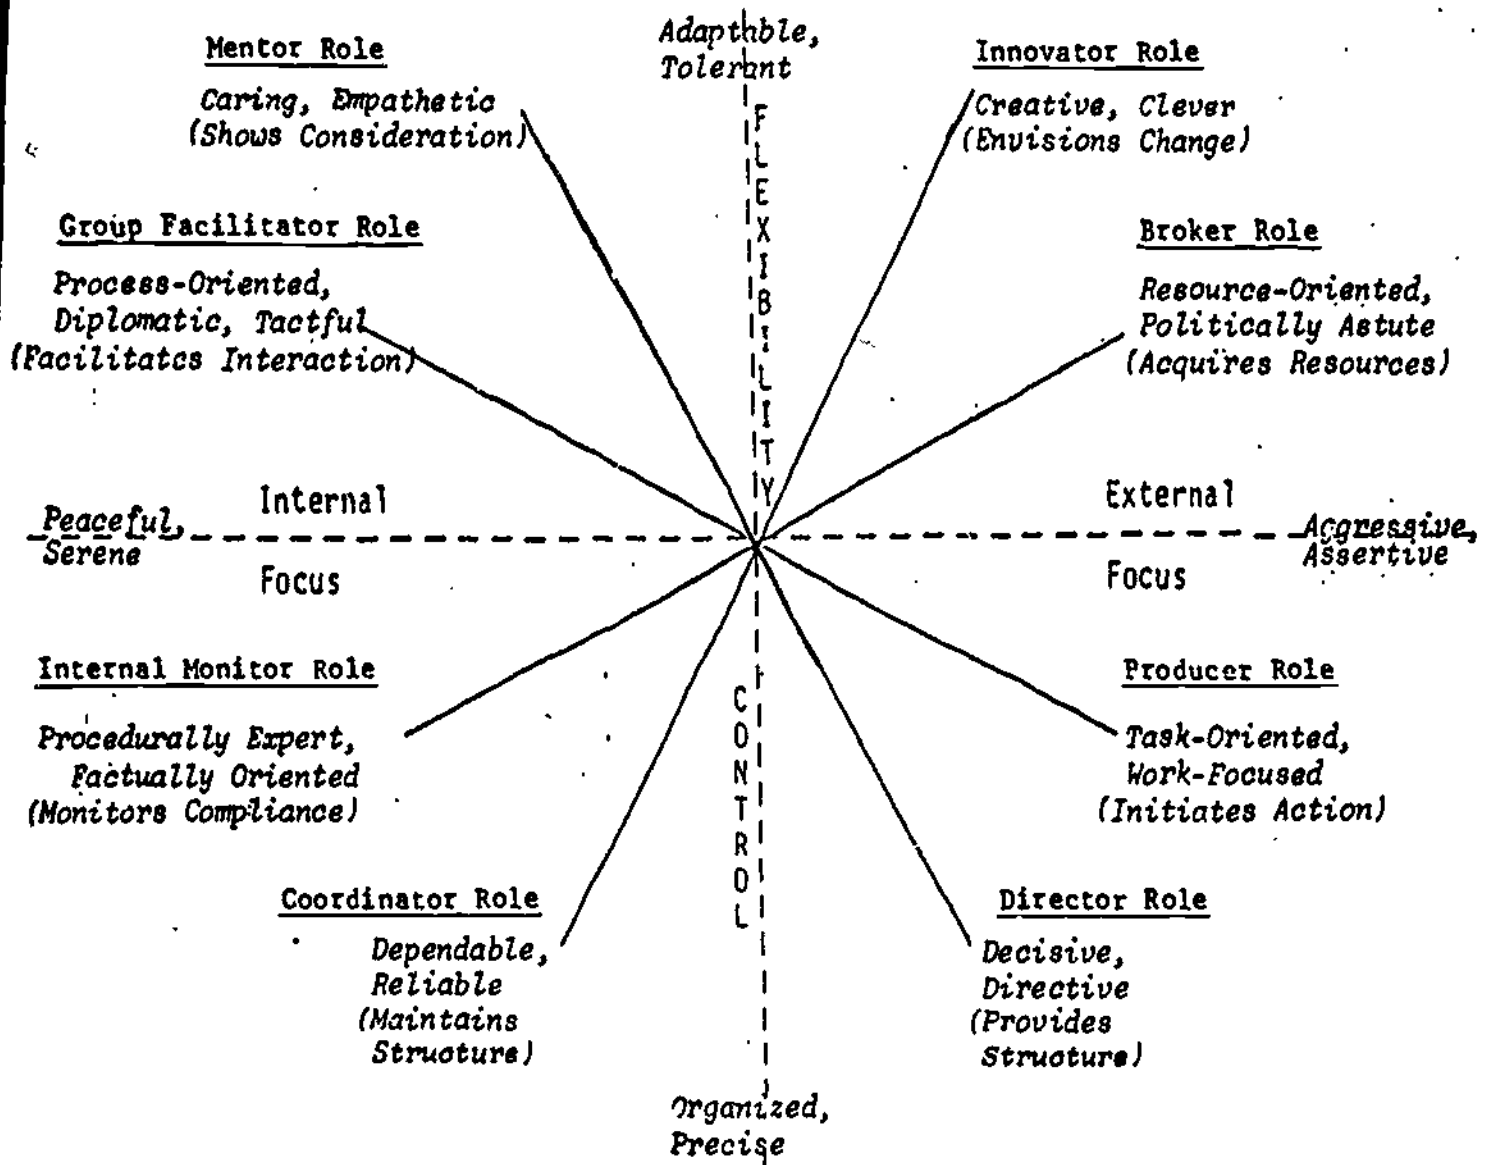 Adaptable,
Tolerant
Mentor Role
Caring, Empathetic
(Shows Consideration)
Innovator Role
Creative, Clever
(Envisions Change)
Group Facilitator Role
Process-Oriented,
Diplomatic, Tactful
(Facilitates Interaction)
Broker Role
Resource-Oriented,
Politically Astute
(Acquires Resources)
FLEXIBILITY
Internal
Focus
External
Focus
Peaceful,
Serene
Aggressive,
Assertive
Internal Monitor Role
Procedurally Expert,
Factually Oriented
(Monitors Compliance)
CONTROL
Producer Role
Task-Oriented,
Work-Focused
(Initiates Action)
Coordinator Role
Dependable,
Reliable
(Maintains
Structure)
Director Role
Decisive,
Directive
(Provides
Structure)
Organized,
Precise